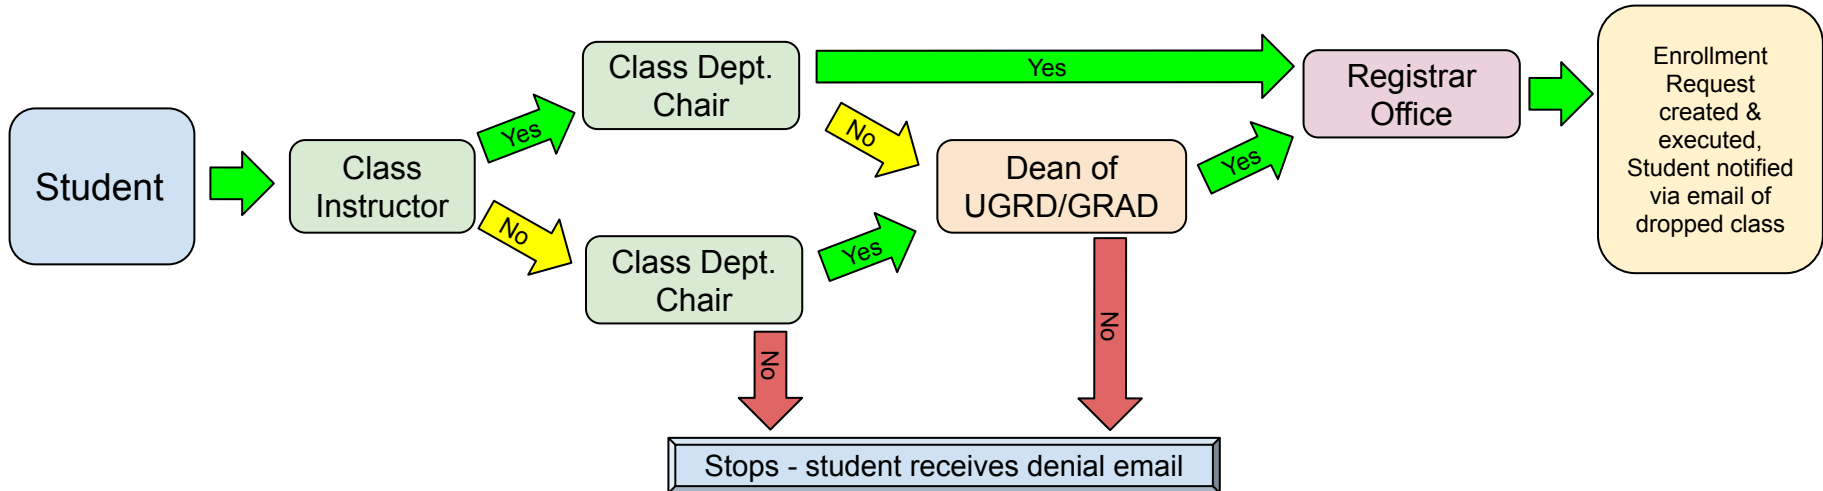 Student
Class
Instructor
Yes
No
Class Dept.
Chair
Class Dept.
Chair
Yes
No
Yes
No
Dean of
UGRD/GRAD
Yes
No
Registrar
Office
Enrollment
Request
created &
executed,
Student notified
via email of
dropped class
Stops - student receives denial email